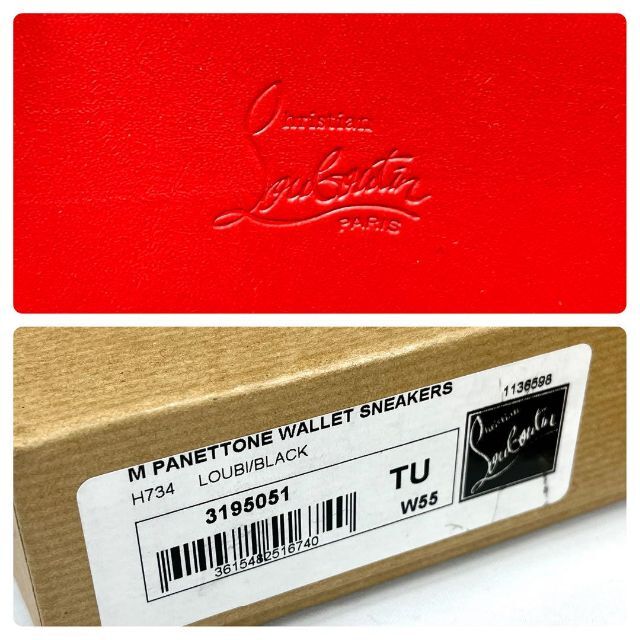 Christian
Louboutin
PARIS
M PANETTONE WALLET SNEAKERS
H734 LOUBI/BLACK
3195051
3615482516740
TU
W55
1136598
Christian
Louboutin